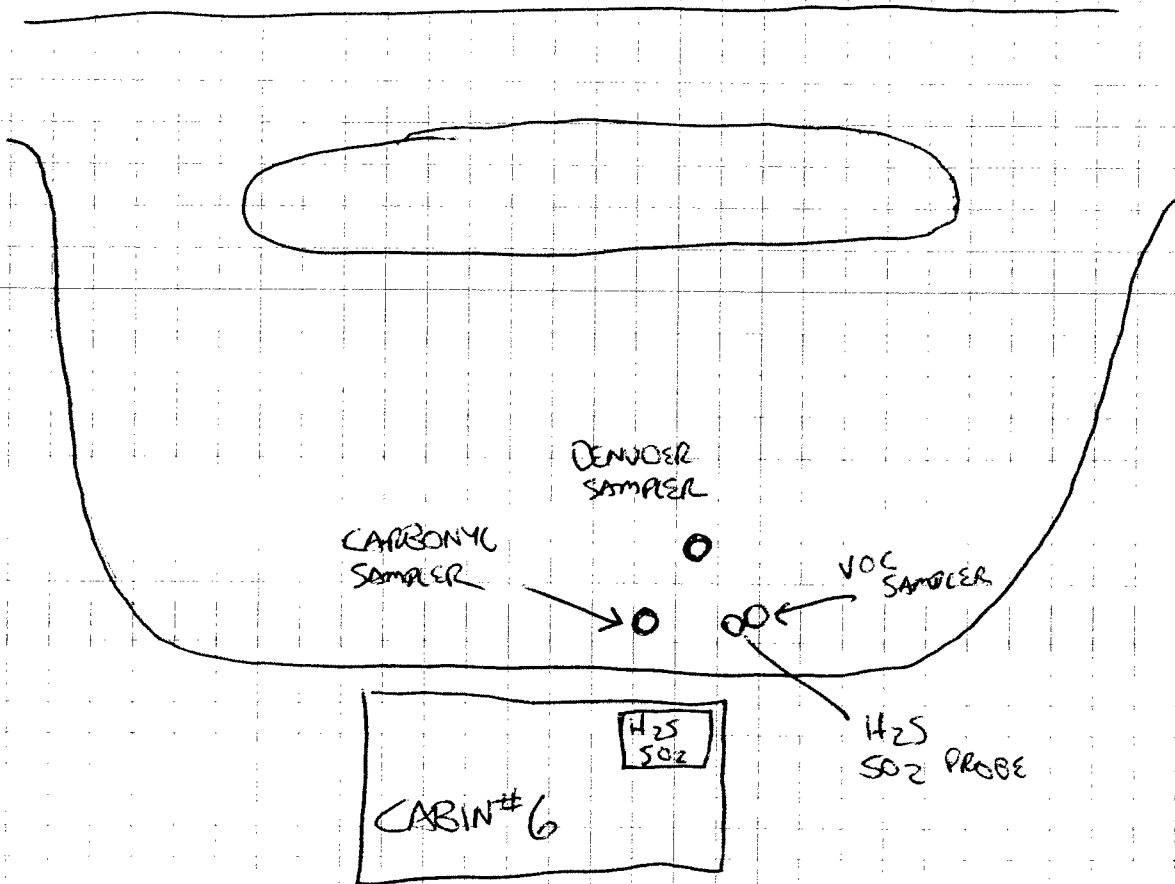 DENUDER
SAMPLER
CARBONYL
SAMPLER
VOC
SAMPLER
H2S
SO2 PROBE
H2S
SO2
CABIN #6